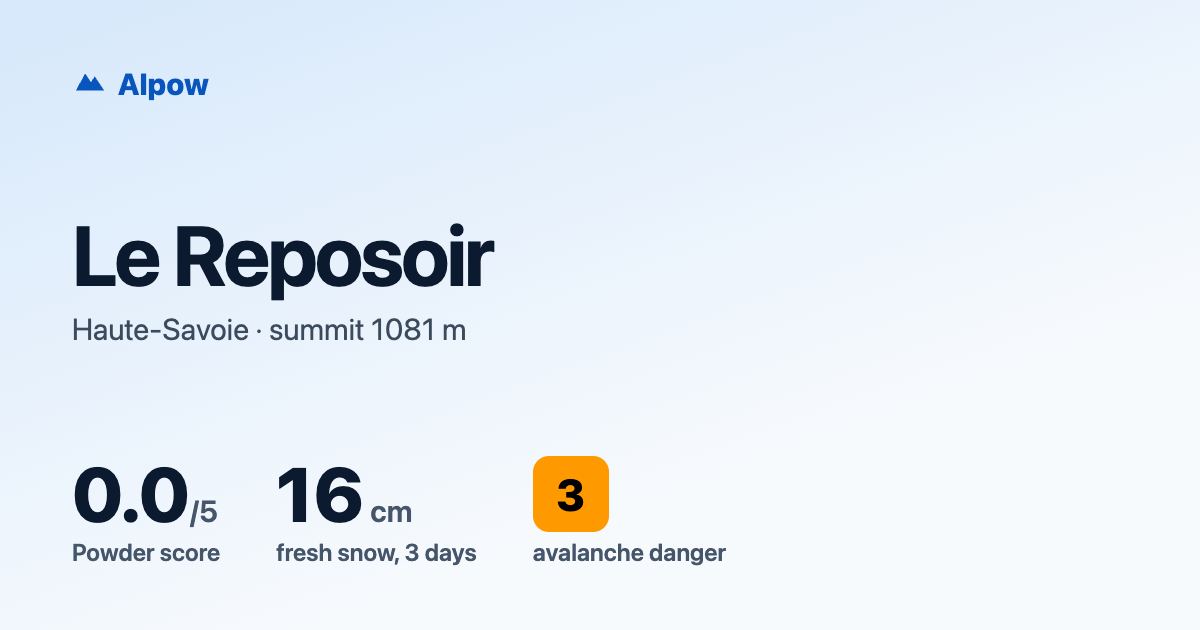 Alpow
Le Reposoir
Haute-Savoie · summit 1081 m
0.0/5 16 cm 3
Powder score fresh snow, 3 days avalanche danger